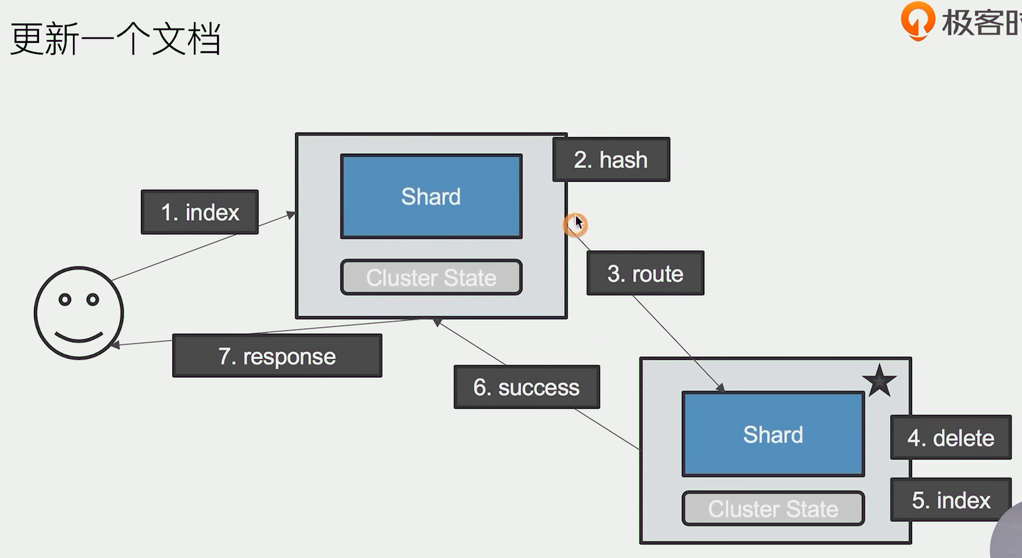 更新一个文档
极客时
2. hash
Shard
1. index
3. route
Cluster State
7. response
6. success
Shard
4. delete
5. index
Cluster State